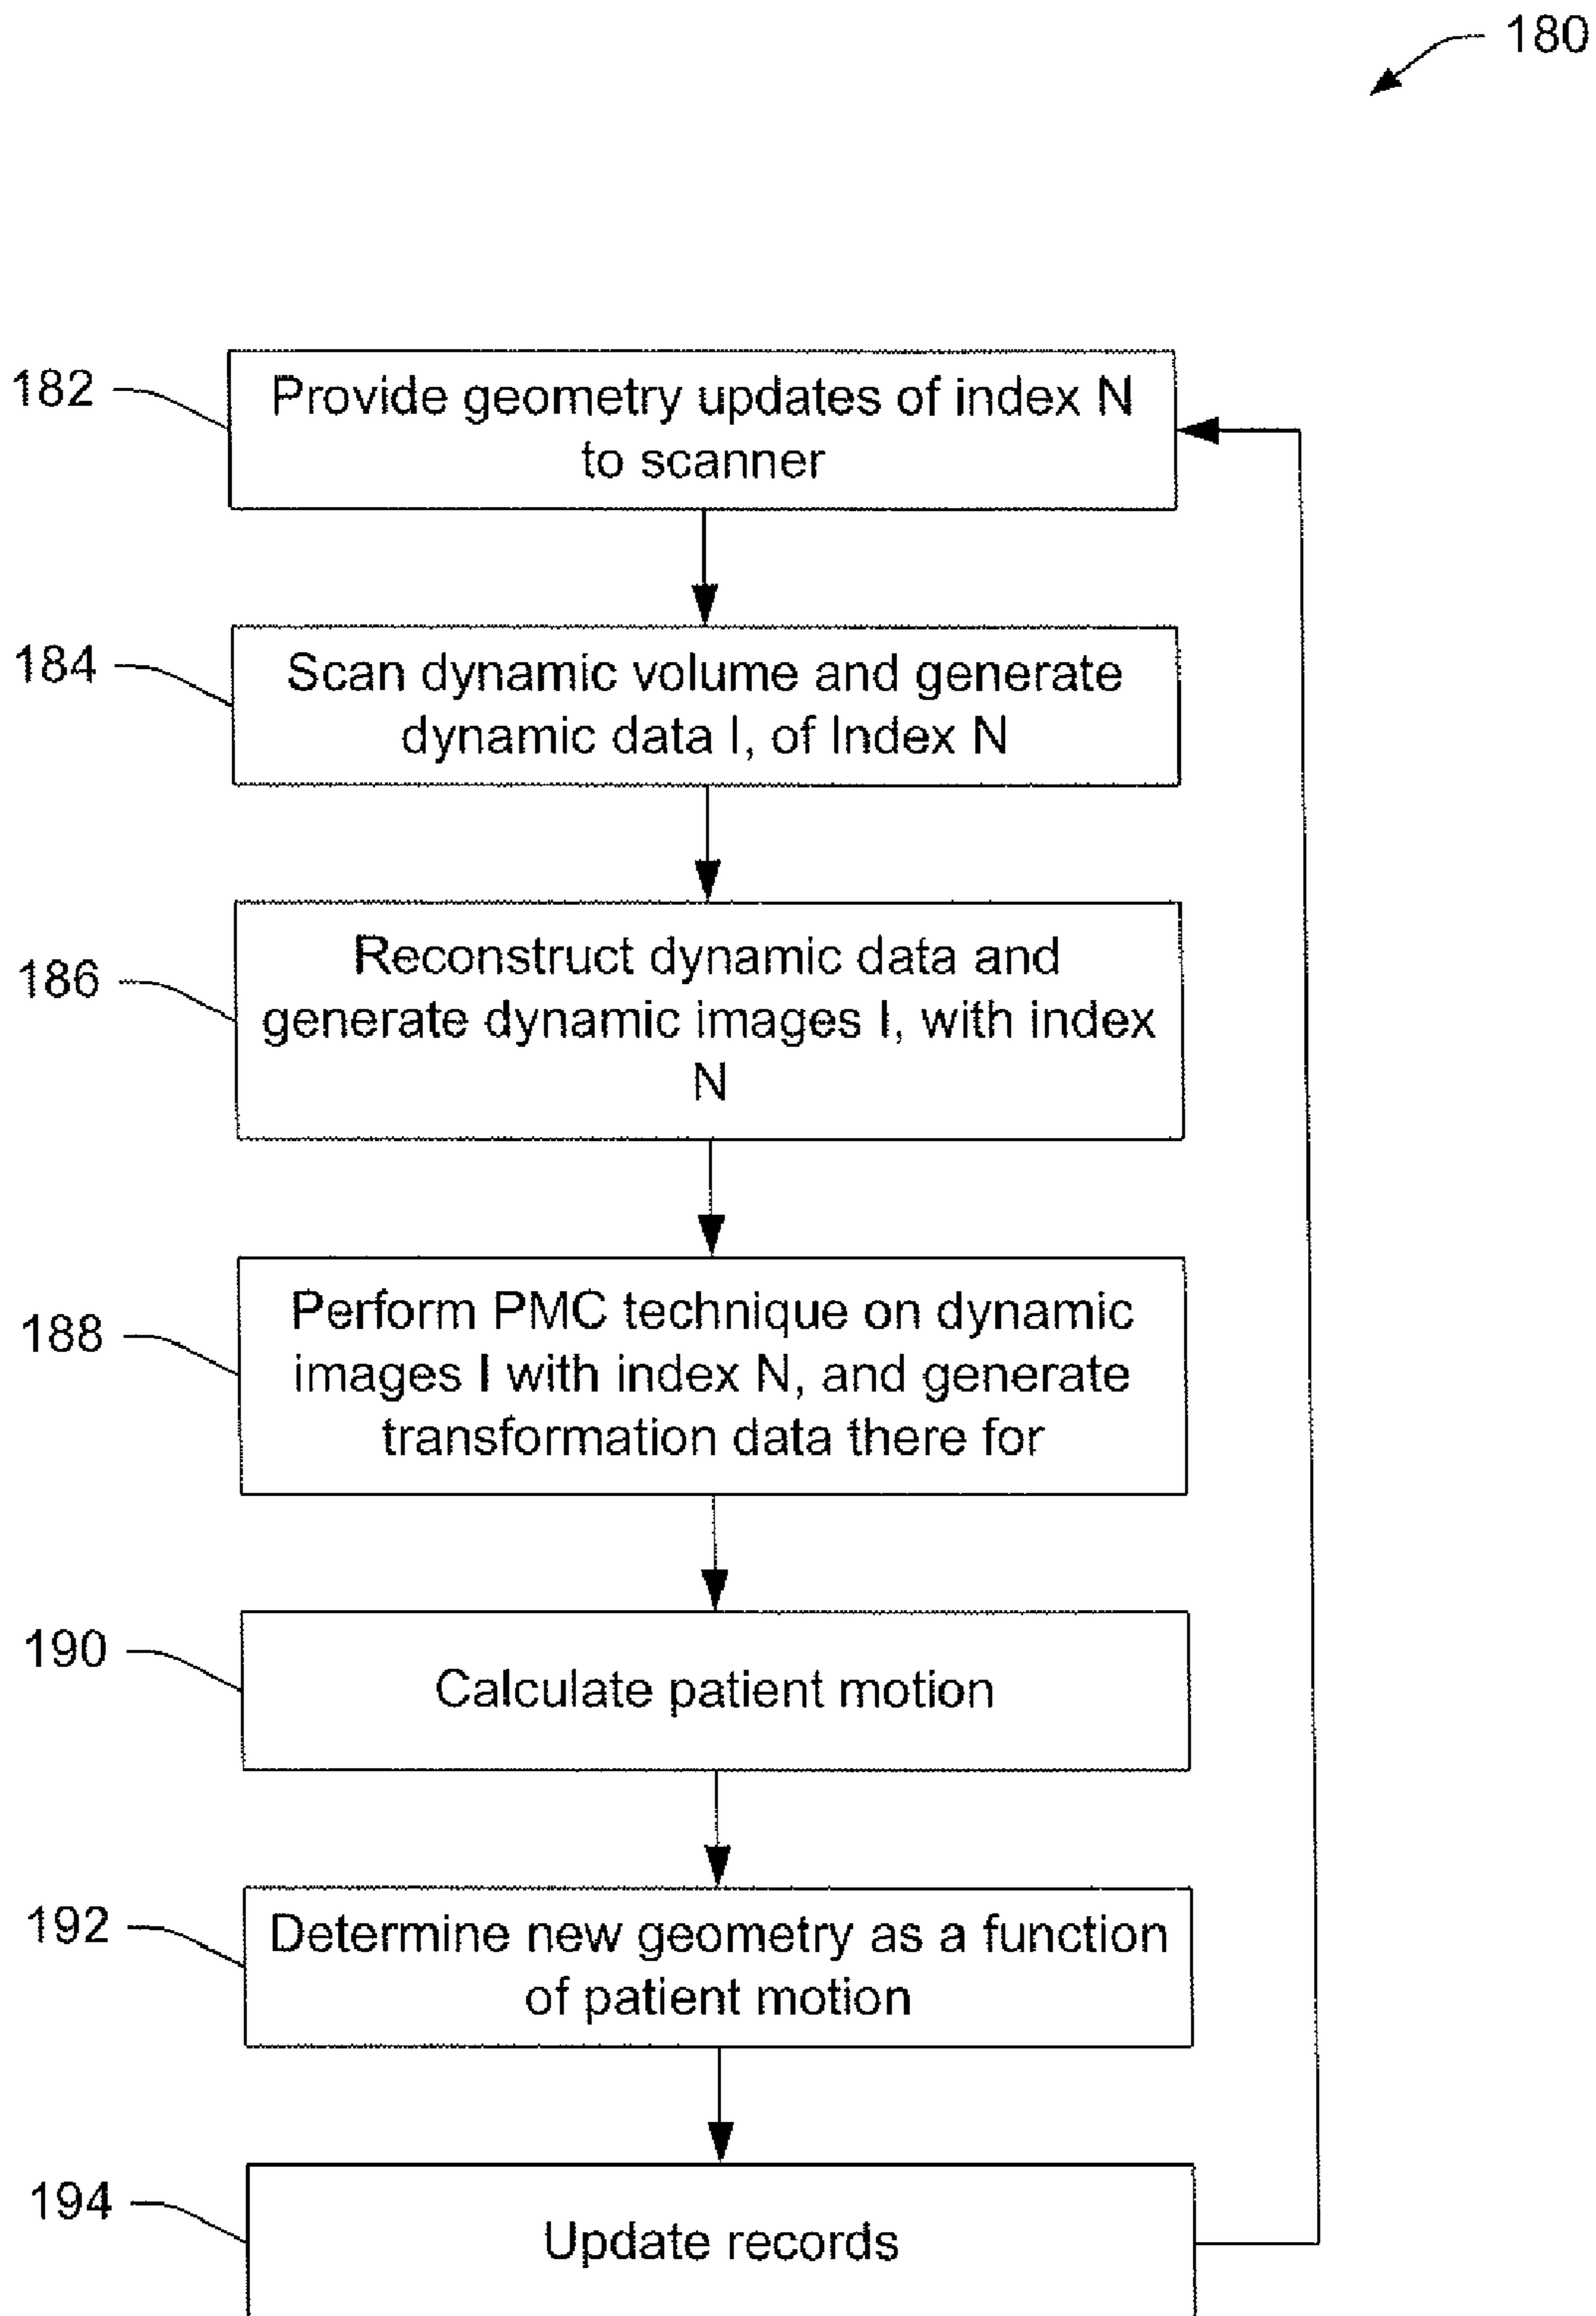 180
182
Provide geometry updates of index N
to scanner
184
Scan dynamic volume and generate
dynamic data I, of Index N
186
Reconstruct dynamic data and
generate dynamic images I, with index
N
188
Perform PMC technique on dynamic
images I with index N, and generate
transformation data there for
190
Calculate patient motion
192
Determine new geometry as a function
of patient motion
194
Update records